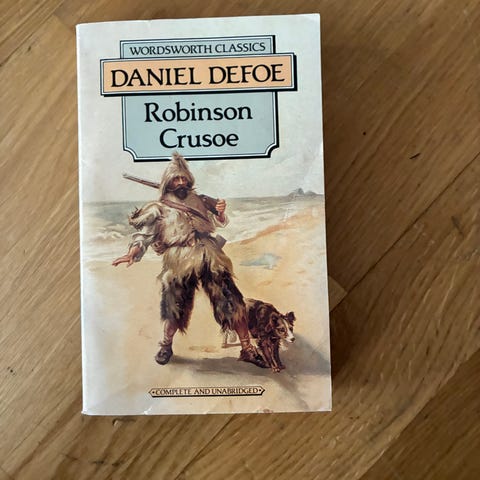 WORDSWORTH CLASSICS
DANIEL DEFOE
Robinson
Crusoe
COMPLETE AND UNABRIDGED